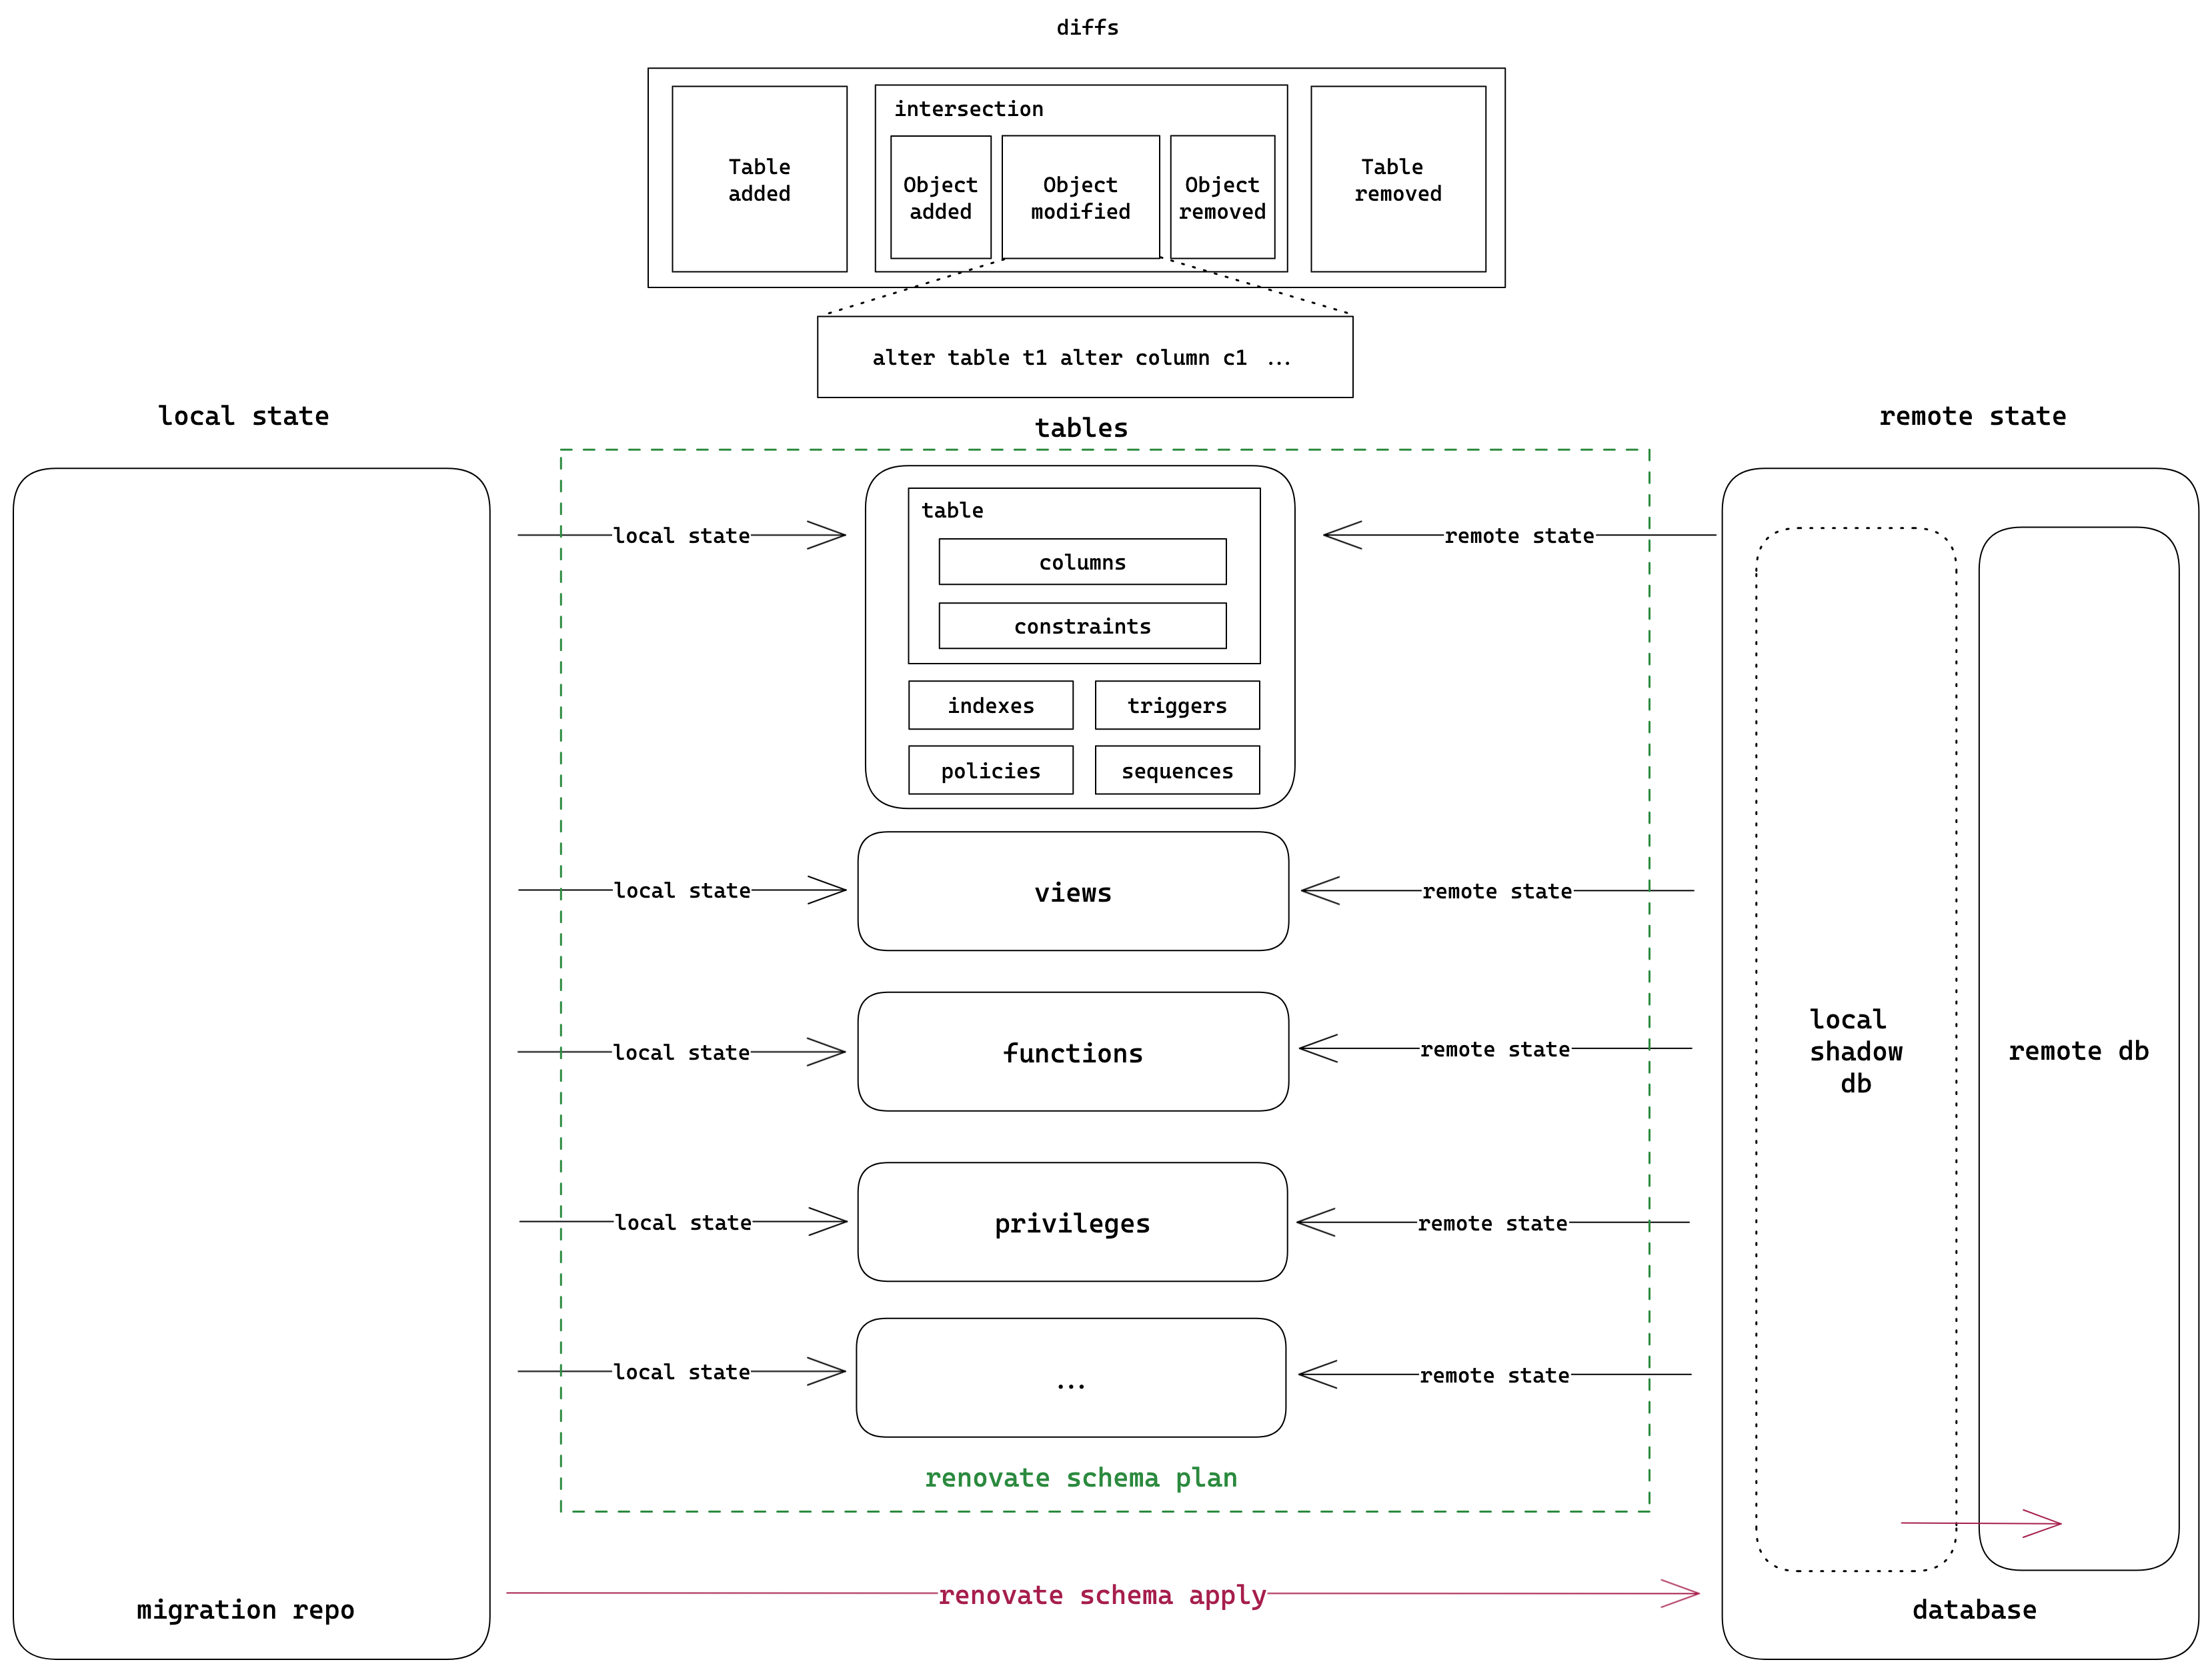 diffs
intersection
Table
added
Object
added
Object
modified
Object
removed
Table
removed
alter table t1 alter column c1 ...
local state
tables
remote state
local state
table
columns
constraints
indexes
triggers
policies
sequences
remote state
local state
views
remote state
local state
functions
remote state
local state
privileges
remote state
local state
...
remote state
renovate schema plan
local
shadow
db
remote db
migration repo
renovate schema apply
database